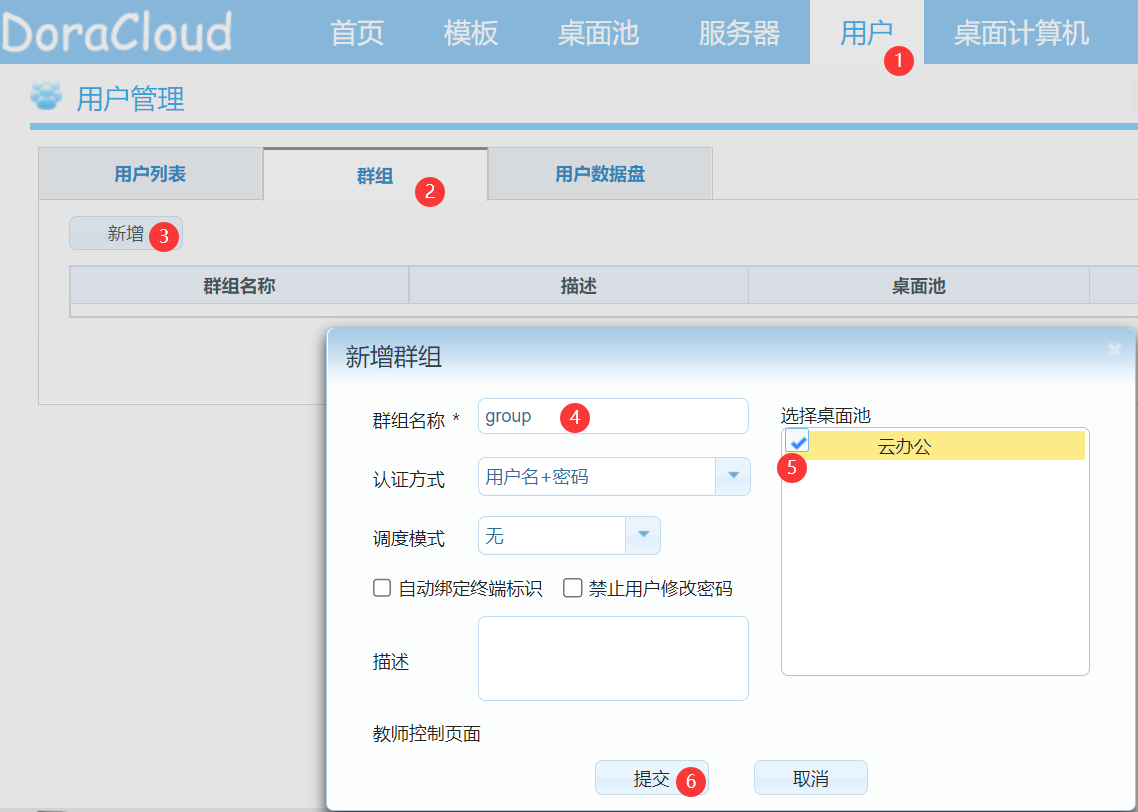 DoraCloud 首页 模板 桌面池 服务器 用户 桌面计算机
1
用户管理
用户列表 群组 用户数据盘
2
新增 3
群组名称 描述 桌面池
新增群组
群组名称 * group 4 选择桌面池
云办公
5
认证方式 用户名+密码
调度模式 无
自动绑定终端标识 禁止用户修改密码
描述
教师控制页面
提交 6 取消